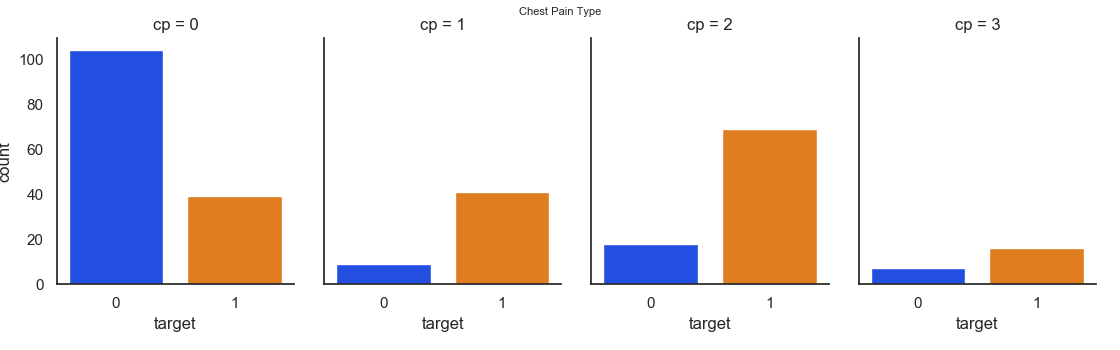 Chest Pain Type
cp = 0 cp = 1 cp = 2 cp = 3
100
80
60
40
20
0
count
0 1 0 1 0 1 0 1
target target target target